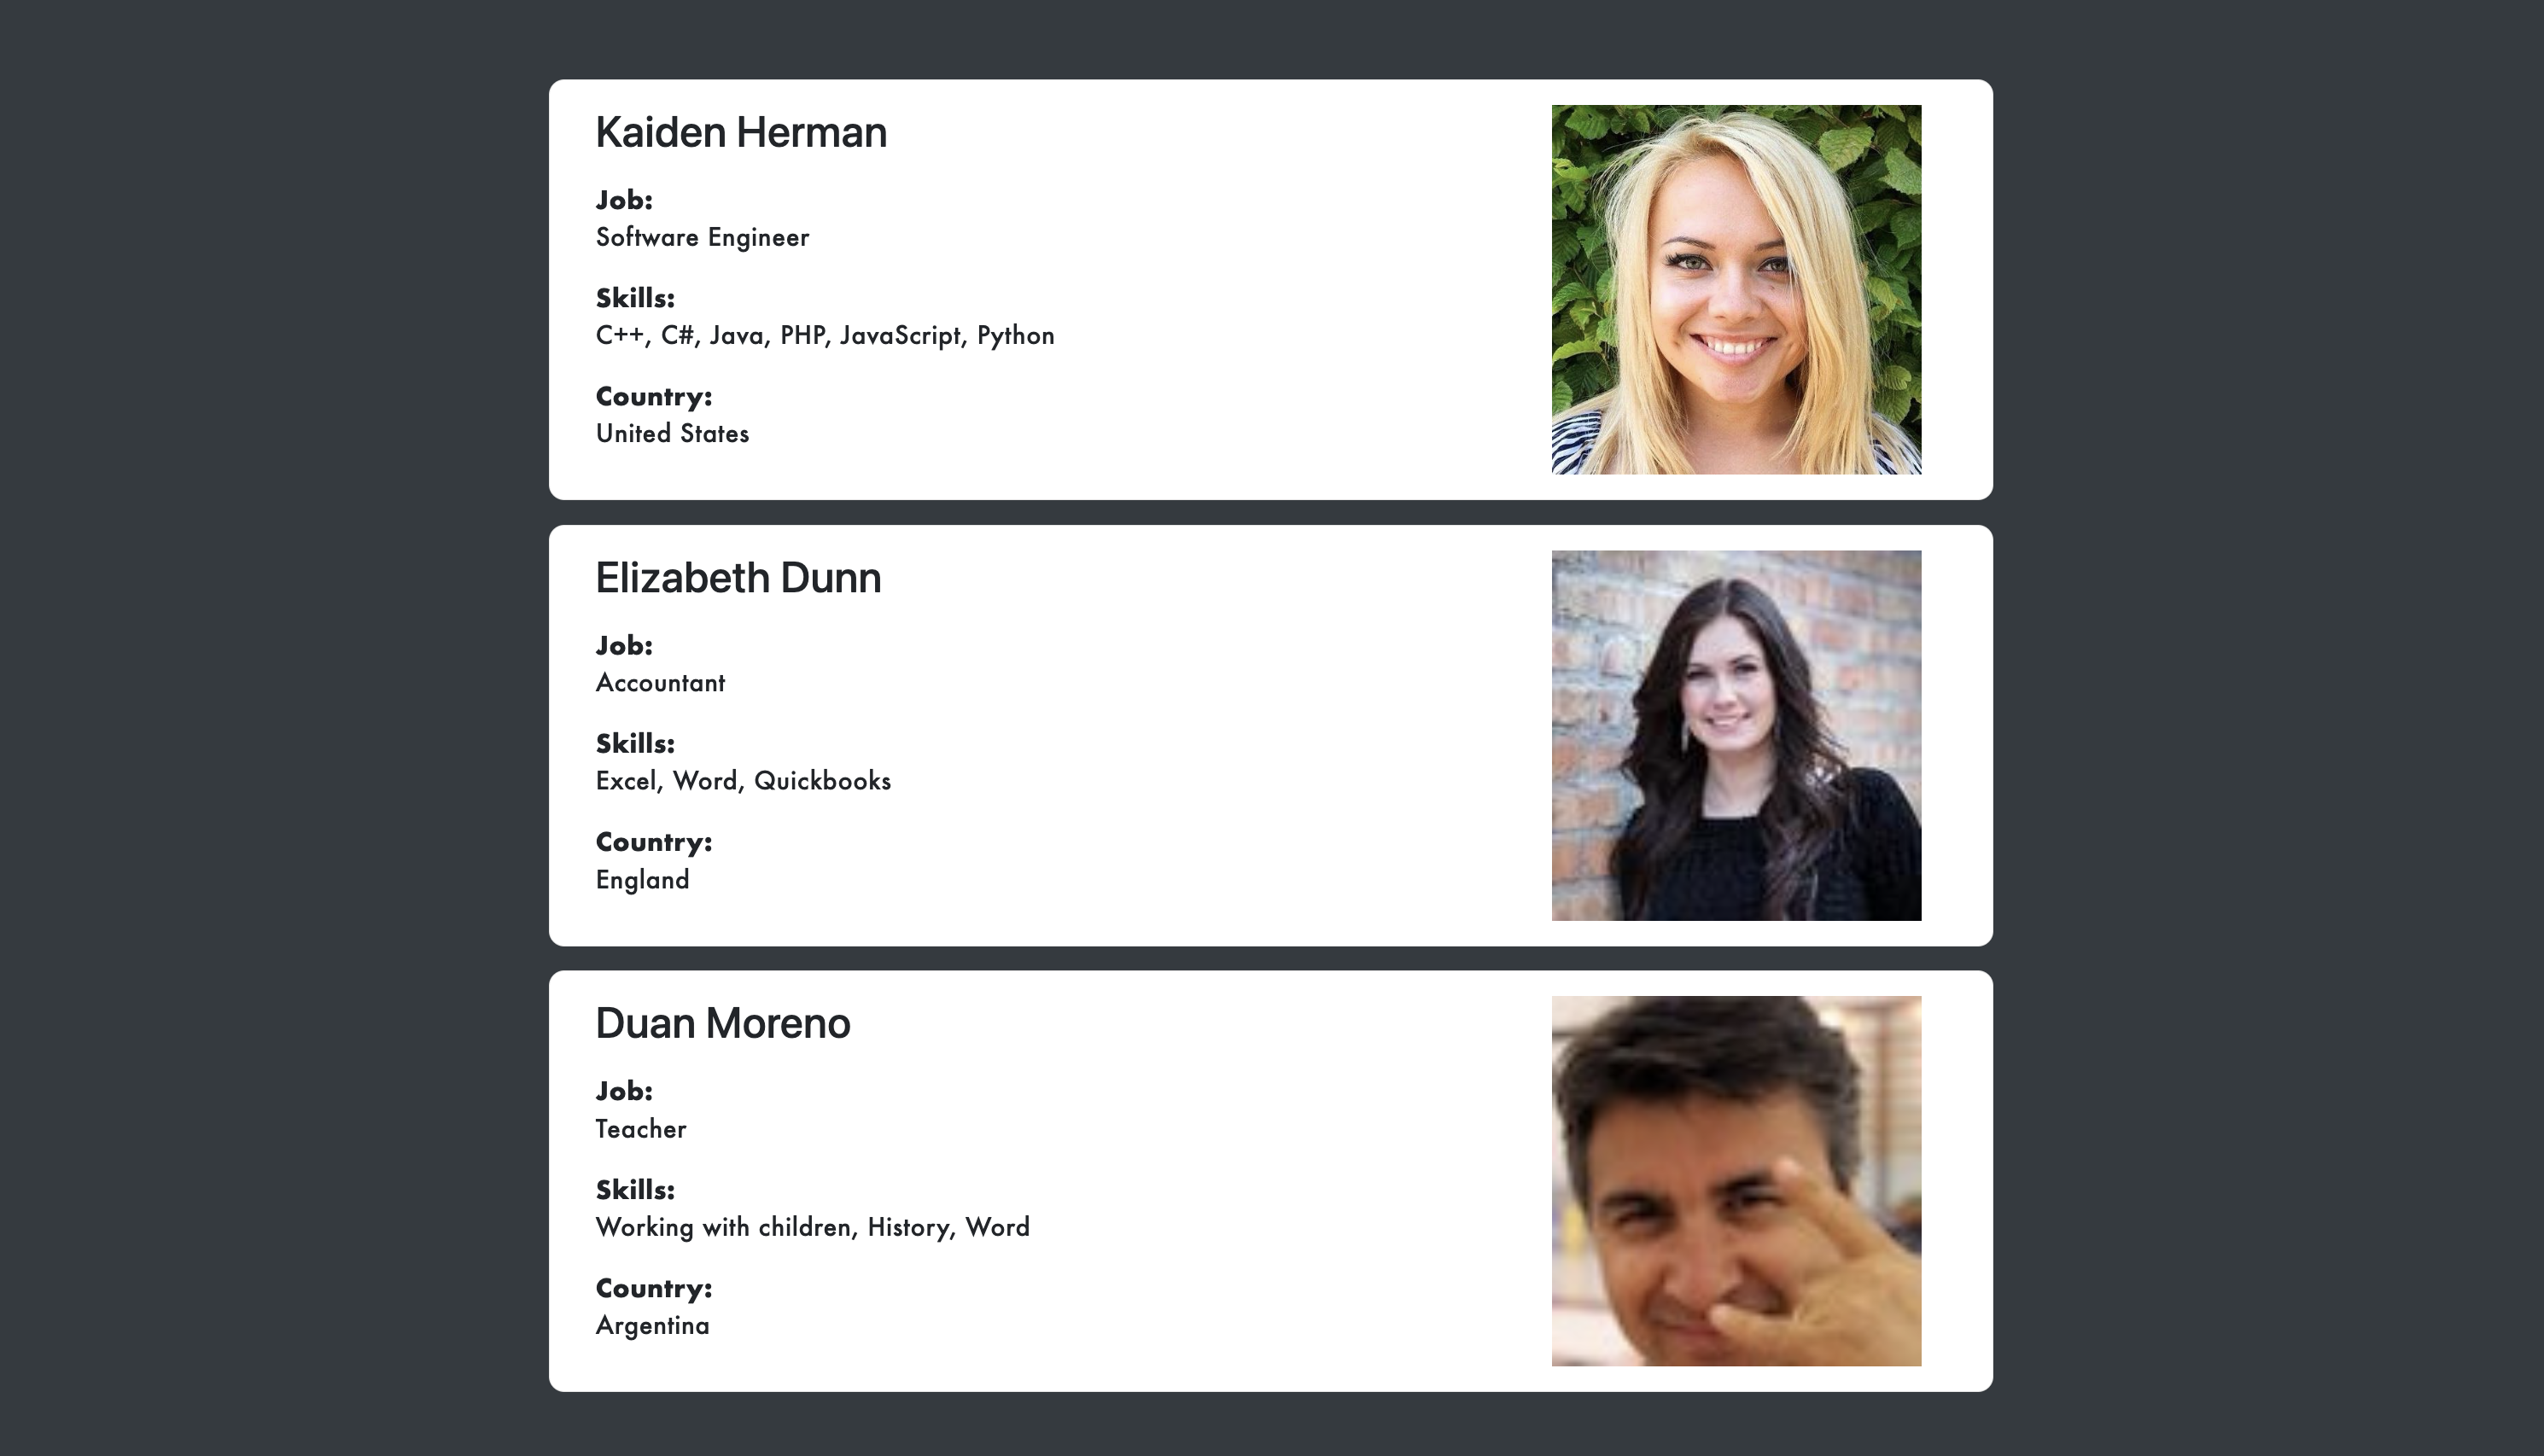 Kaiden Herman
Job:
Software Engineer
Skills:
C++, C#, Java, PHP, JavaScript, Python
Country:
United States
Elizabeth Dunn
Job:
Accountant
Skills:
Excel, Word, Quickbooks
Country:
England
Duan Moreno
Job:
Teacher
Skills:
Working with children, History, Word
Country:
Argentina